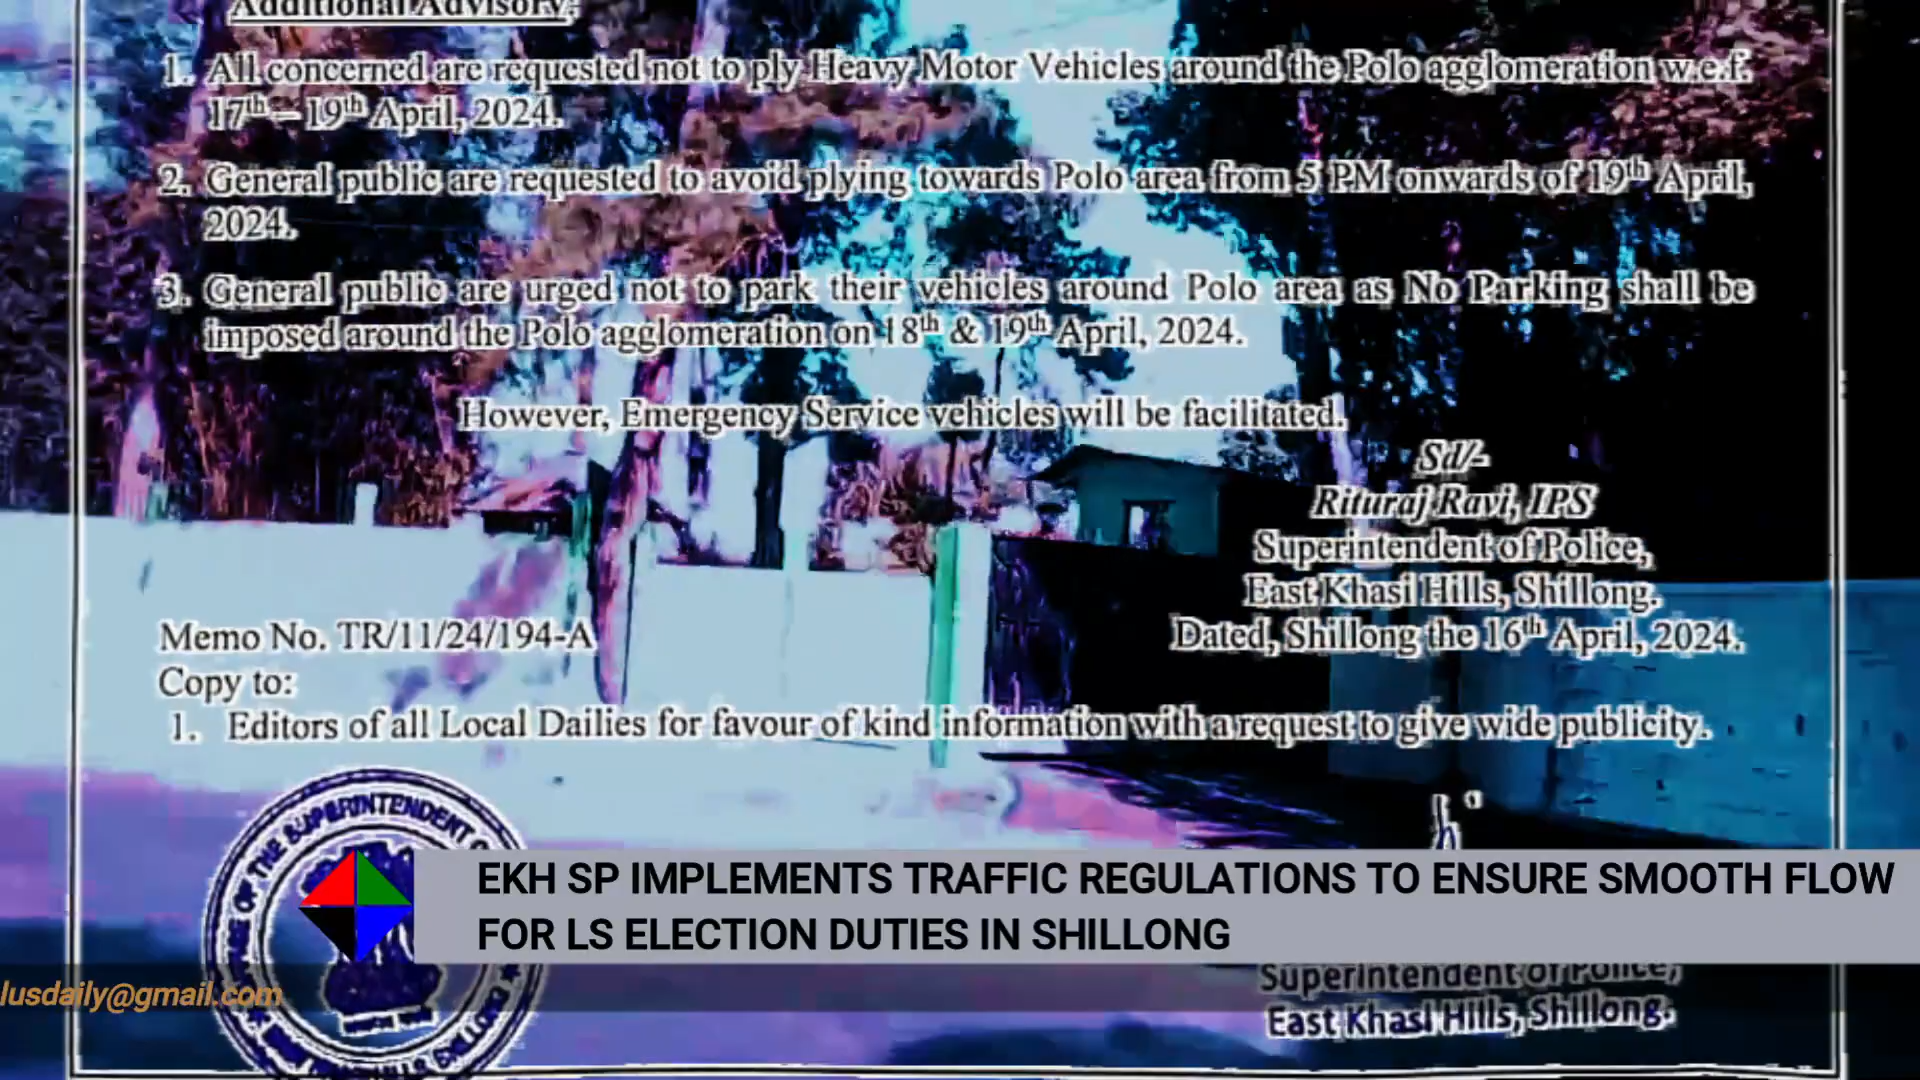 Additional Advisory:
1. All concerned are requested not to ply Heavy Motor Vehicles around the Polo agglomeration w.e.f.
17th – 19th April, 2024.
2. General public are requested to avoid plying towards Polo area from 5 PM onwards of 19th April,
2024.
3. General public are urged not to park their vehicles around Polo area as No Parking shall be
imposed around the Polo agglomeration on 18th & 19th April, 2024.
However, Emergency Service vehicles will be facilitated.
Sd/-
Rituraj Ravi, IPS
Superintendent of Police,
East Khasi Hills, Shillong.
Memo No. TR/11/24/194-A
Dated, Shillong the 16th April, 2024.
Copy to:
1. Editors of all Local Dailies for favour of kind information with a request to give wide publicity.
OF THE SUPERINTENDENT
EKH SP IMPLEMENTS TRAFFIC REGULATIONS TO ENSURE SMOOTH FLOW
FOR LS ELECTION DUTIES IN SHILLONG
lusdaily@gmail.com
Superintendent of Police,
East Khasi Hills, Shillong.